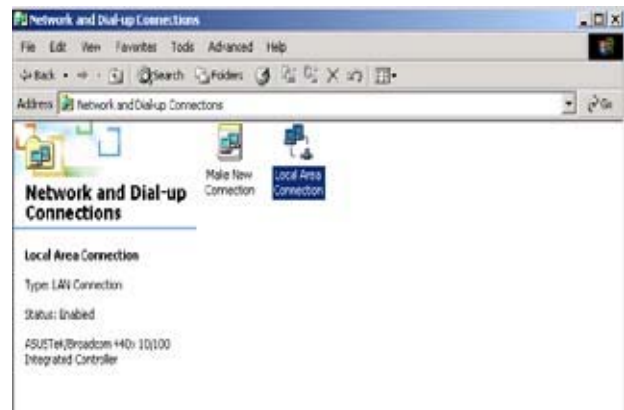 Network and Dial-up Connections
File Edit View Favorites Tools Advanced Help
Back Search Folders
Address Network and Dial-up Connections Go
Make New Connection
Local Area Connection
Network and Dial-up Connections
Local Area Connection
Type: LAN Connection
Status: Enabled
ASUSTeK/Broadcom 440x 10/100
Integrated Controller